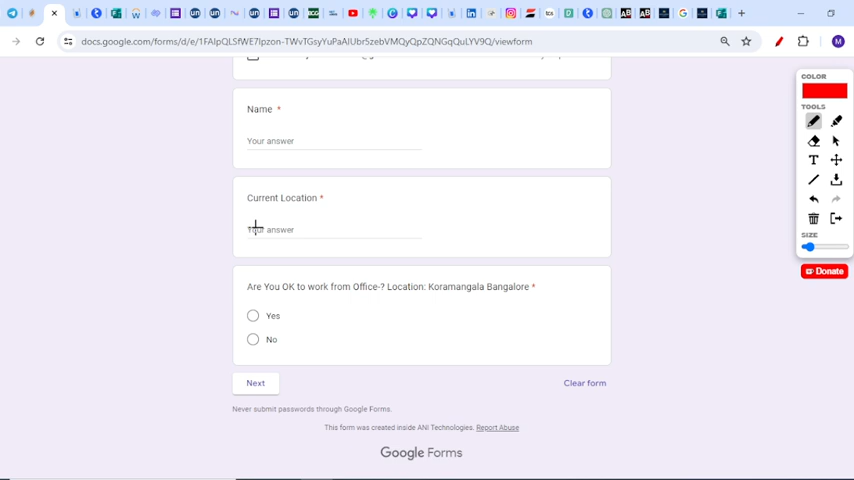 docs.google.com/forms/d/e/1FAIpQLSfWE7Ipzon-TWvTGsyYuPaAlUbr5zebVMQyQpZQNGqQuLYV9Q/viewform
M
COLOR
TOOLS
T
SIZE
Donate
Name *
Your answer
Current Location *
Your answer
Are You OK to work from Office-? Location: Koramangala Bangalore *
Yes
No
Next
Clear form
Never submit passwords through Google Forms.
This form was created inside ANI Technologies. Report Abuse
Google Forms